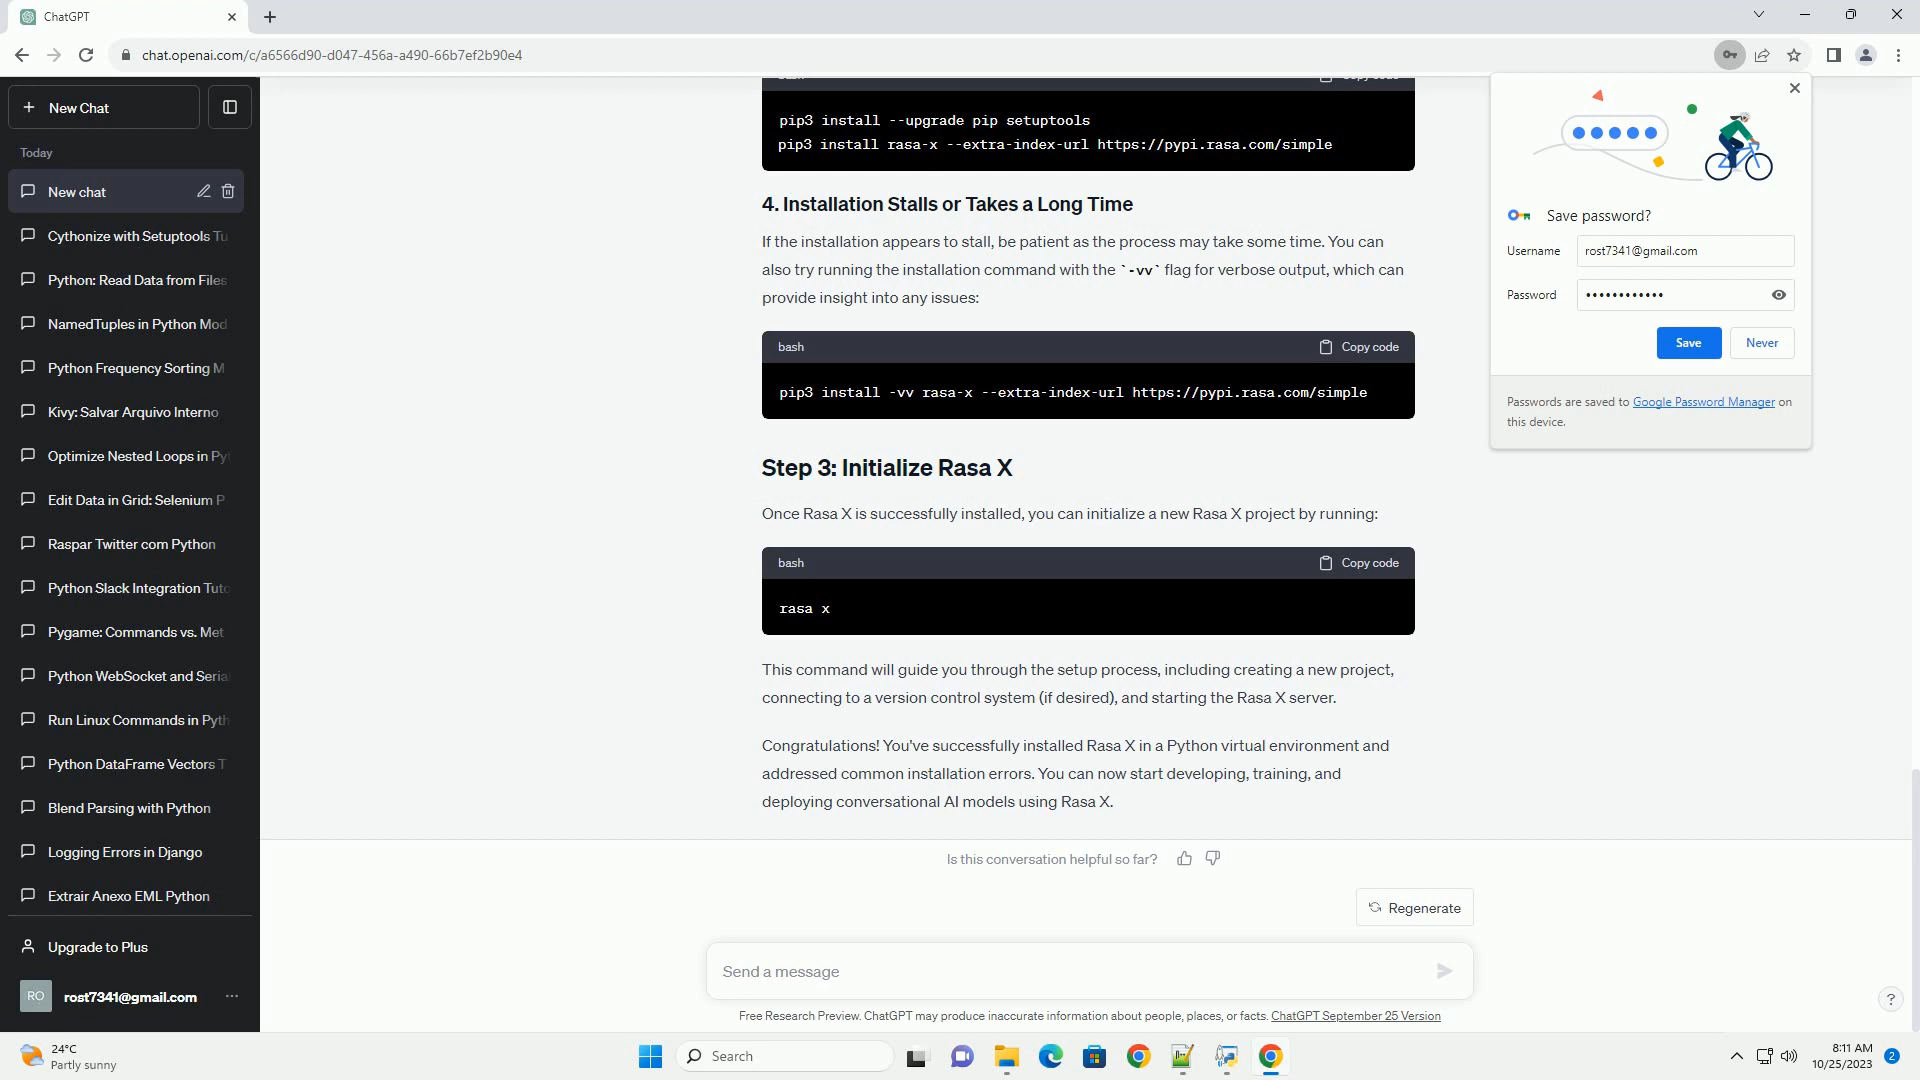 ChatGPT
chat.openai.com/c/a6566d90-d047-456a-a490-66b7ef2b90e4
New Chat
Today
New chat
Cythonize with Setuptools Tu
Python: Read Data from Files
NamedTuples in Python Mod
Python Frequency Sorting M
Kivy: Salvar Arquivo Interno
Optimize Nested Loops in Pyt
Edit Data in Grid: Selenium P
Raspar Twitter com Python
Python Slack Integration Tuto
Pygame: Commands vs. Met
Python WebSocket and Serial
Run Linux Commands in Pyth
Python DataFrame Vectors T
Blend Parsing with Python
Logging Errors in Django
Extrair Anexo EML Python
Upgrade to Plus
RO rost7341@gmail.com
bash Copy code
pip3 install --upgrade pip setuptools
pip3 install rasa-x --extra-index-url https://pypi.rasa.com/simple
4. Installation Stalls or Takes a Long Time
If the installation appears to stall, be patient as the process may take some time. You can
also try running the installation command with the `-vv` flag for verbose output, which can
provide insight into any issues:
bash Copy code
pip3 install -vv rasa-x --extra-index-url https://pypi.rasa.com/simple
Step 3: Initialize Rasa X
Once Rasa X is successfully installed, you can initialize a new Rasa X project by running:
bash Copy code
rasa x
This command will guide you through the setup process, including creating a new project,
connecting to a version control system (if desired), and starting the Rasa X server.
Congratulations! You've successfully installed Rasa X in a Python virtual environment and
addressed common installation errors. You can now start developing, training, and
deploying conversational AI models using Rasa X.
Is this conversation helpful so far?
Regenerate
Send a message
Free Research Preview. ChatGPT may produce inaccurate information about people, places, or facts. ChatGPT September 25 Version
?
Save password?
Username rost7341@gmail.com
Password ••••••••••••
Save Never
Passwords are saved to Google Password Manager on
this device.
24°C
Partly sunny
Search
8:11 AM
10/25/2023
2